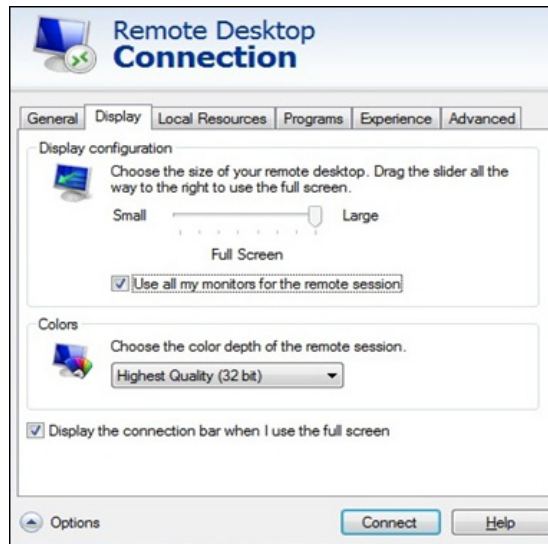 Remote Desktop
Connection
General Display Local Resources Programs Experience Advanced
Display configuration
Choose the size of your remote desktop. Drag the slider all the
way to the right to use the full screen.
Small Large
Full Screen
Use all my monitors for the remote session
Colors
Choose the color depth of the remote session.
Highest Quality (32 bit)
Display the connection bar when I use the full screen
Options Connect Help